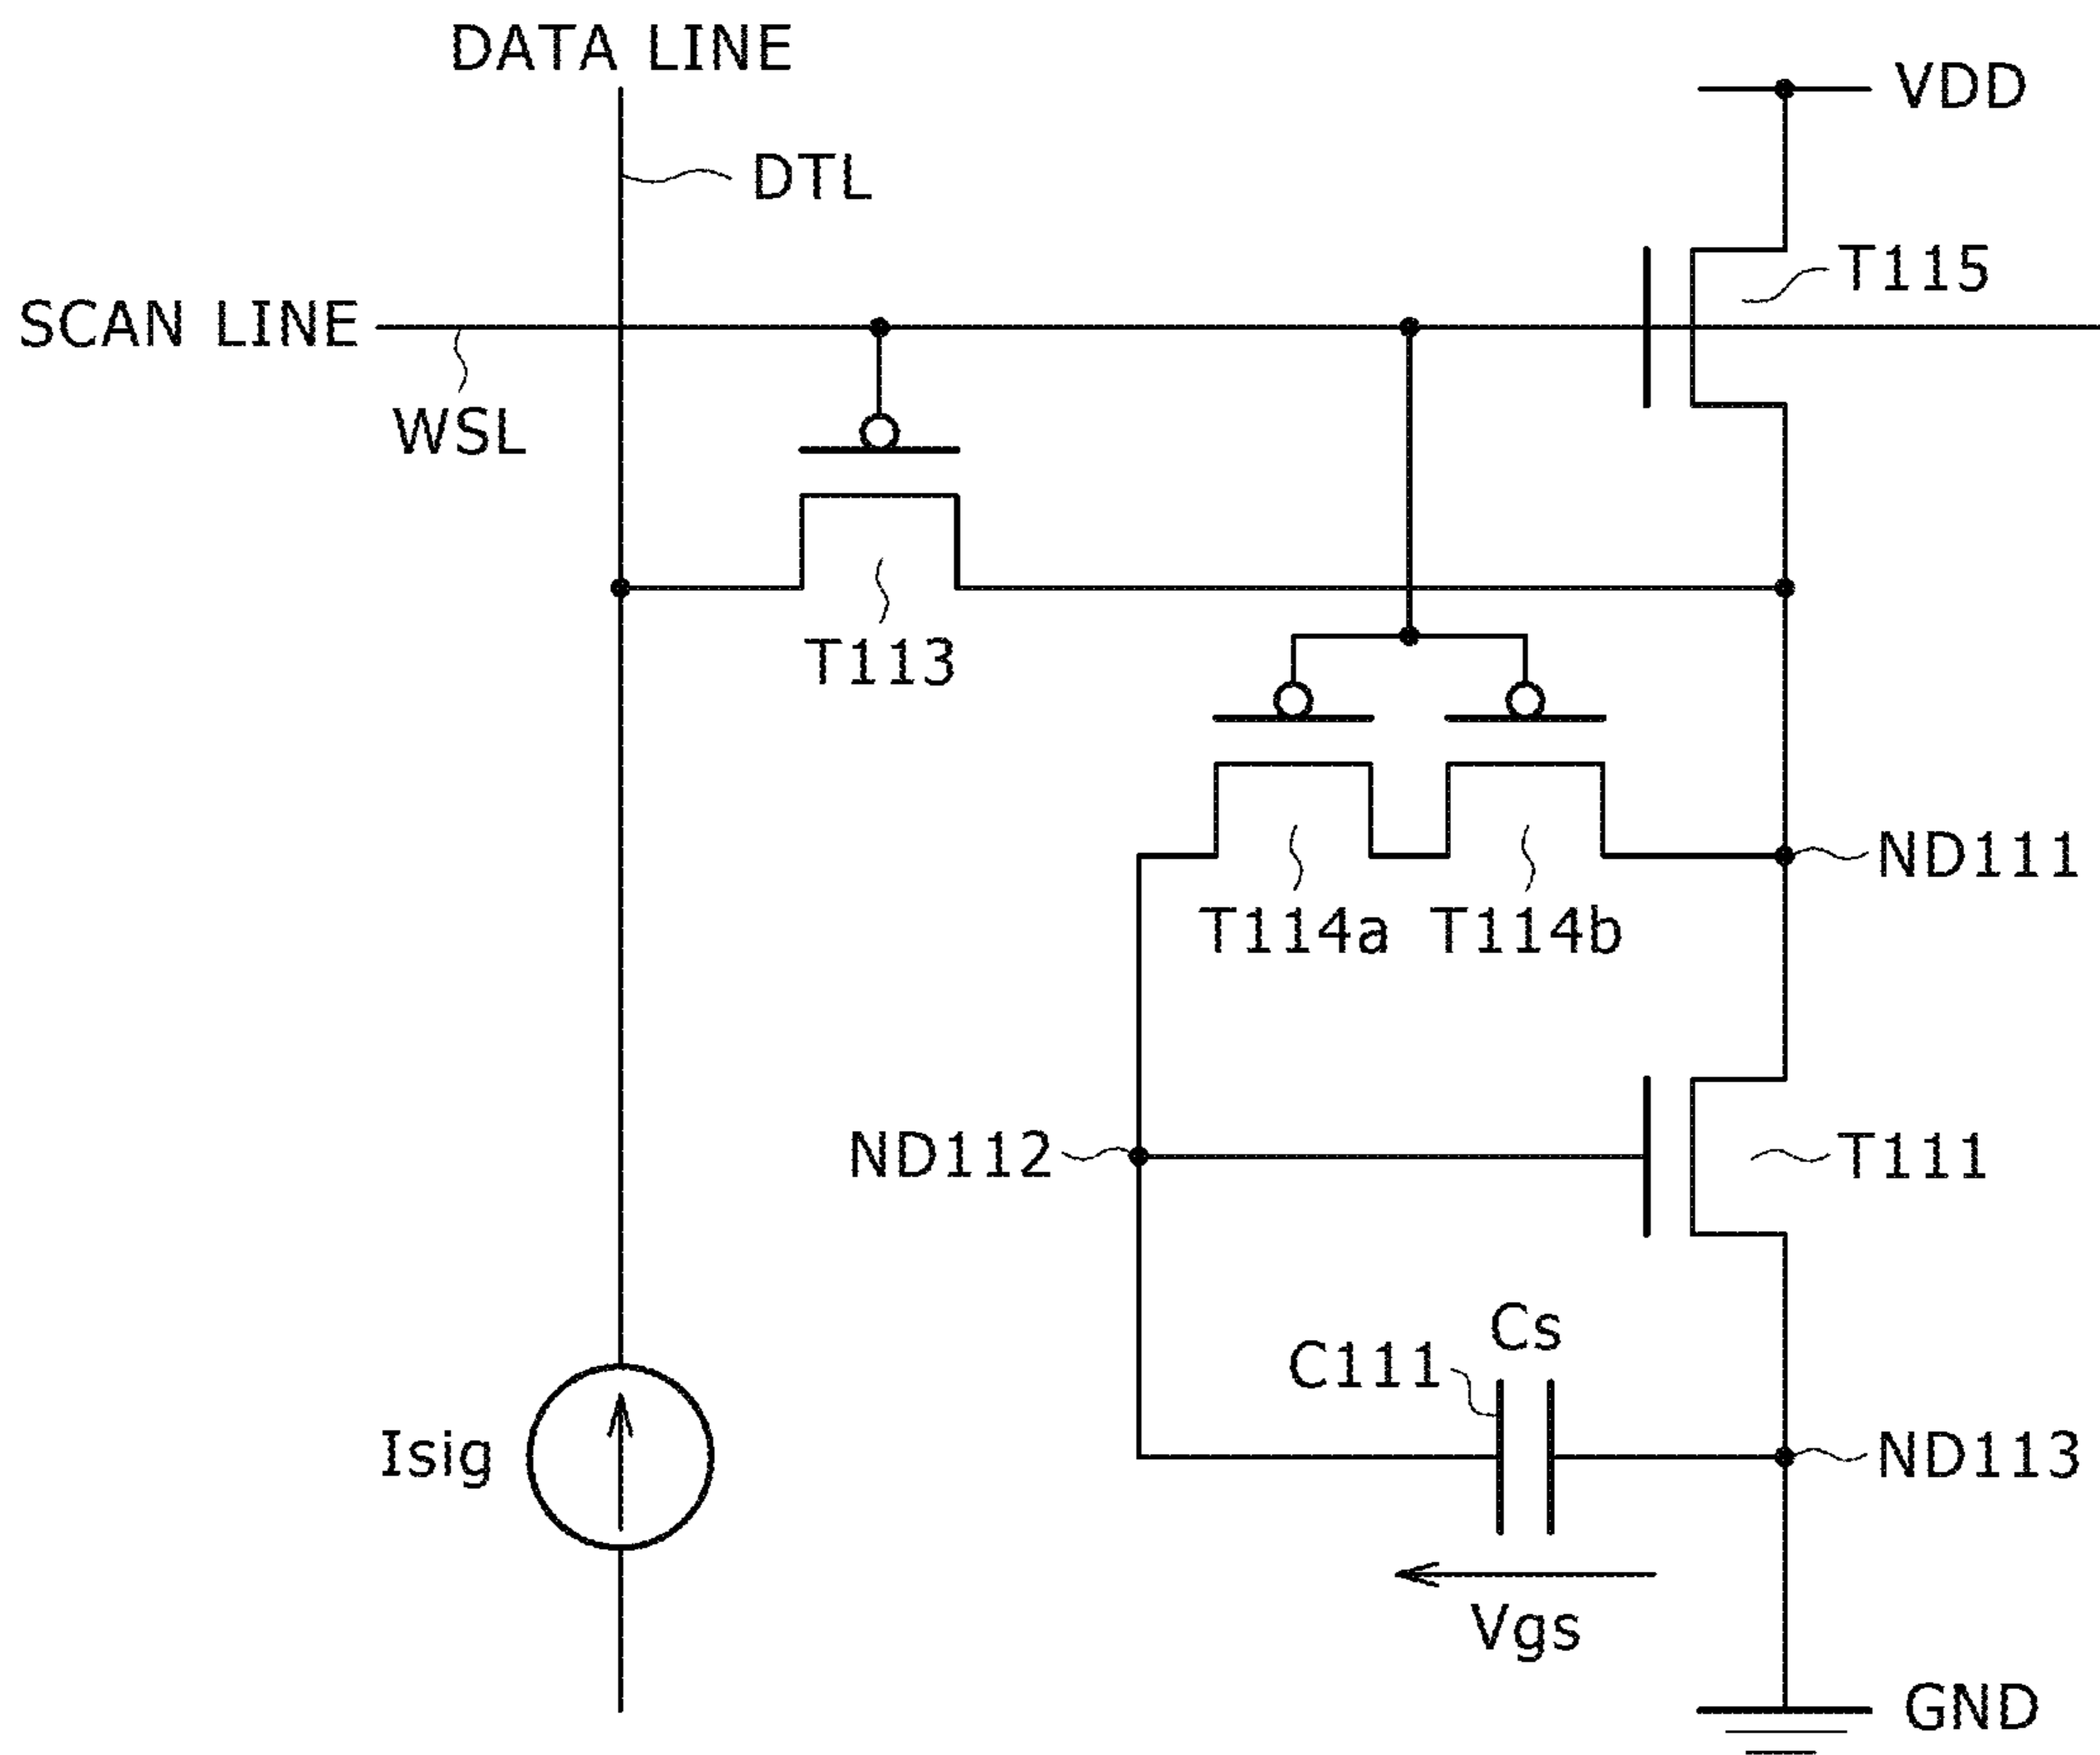 DATA LINE
VDD
DTL
T115
SCAN LINE
WSL
T113
ND111
T114a T114b
ND112
T111
Cs
C111
Isig
ND113
Vgs
GND